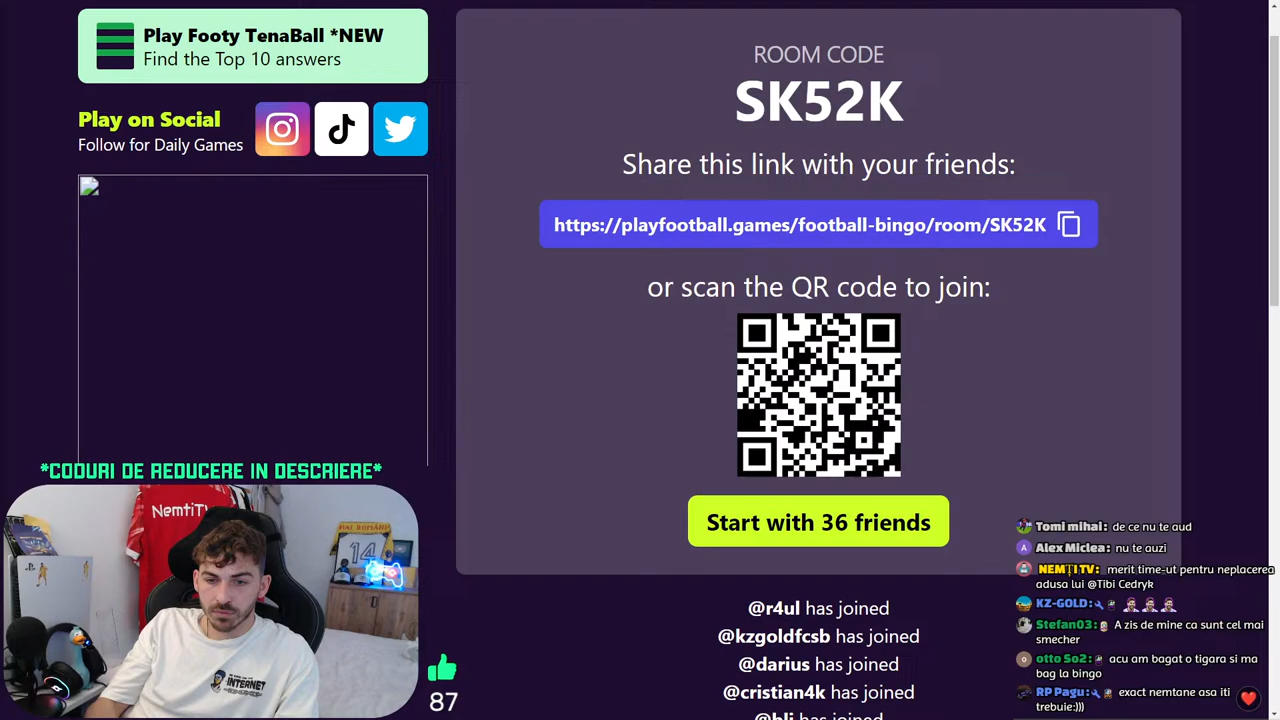 Play Footy TenaBall *NEW
Find the Top 10 answers
Play on Social
Follow for Daily Games
ROOM CODE
SK52K
Share this link with your friends:
https://playfootball.games/football-bingo/room/SK52K
or scan the QR code to join:
Start with 36 friends
@r4ul has joined
@kzgoldfcsb has joined
@darius has joined
@cristian4k has joined
*CODURI DE REDUCERE IN DESCRIERE*
NemtiTV
14
INTERNET
87
Tomi mihai: de ce nu te aud
Alex Miclea: nu te auzi
NEMȚI TV: merit time-ut pentru neplacerea
adusa lui @Tibi Cedryk
KZ-GOLD:
Stefan03: A zis de mine ca sunt cel mai
smecher
otto So2: acu am bagat o tigara si ma
bag la bingo
RP Pagu: exact nemtane asa iti
trebuie:)))